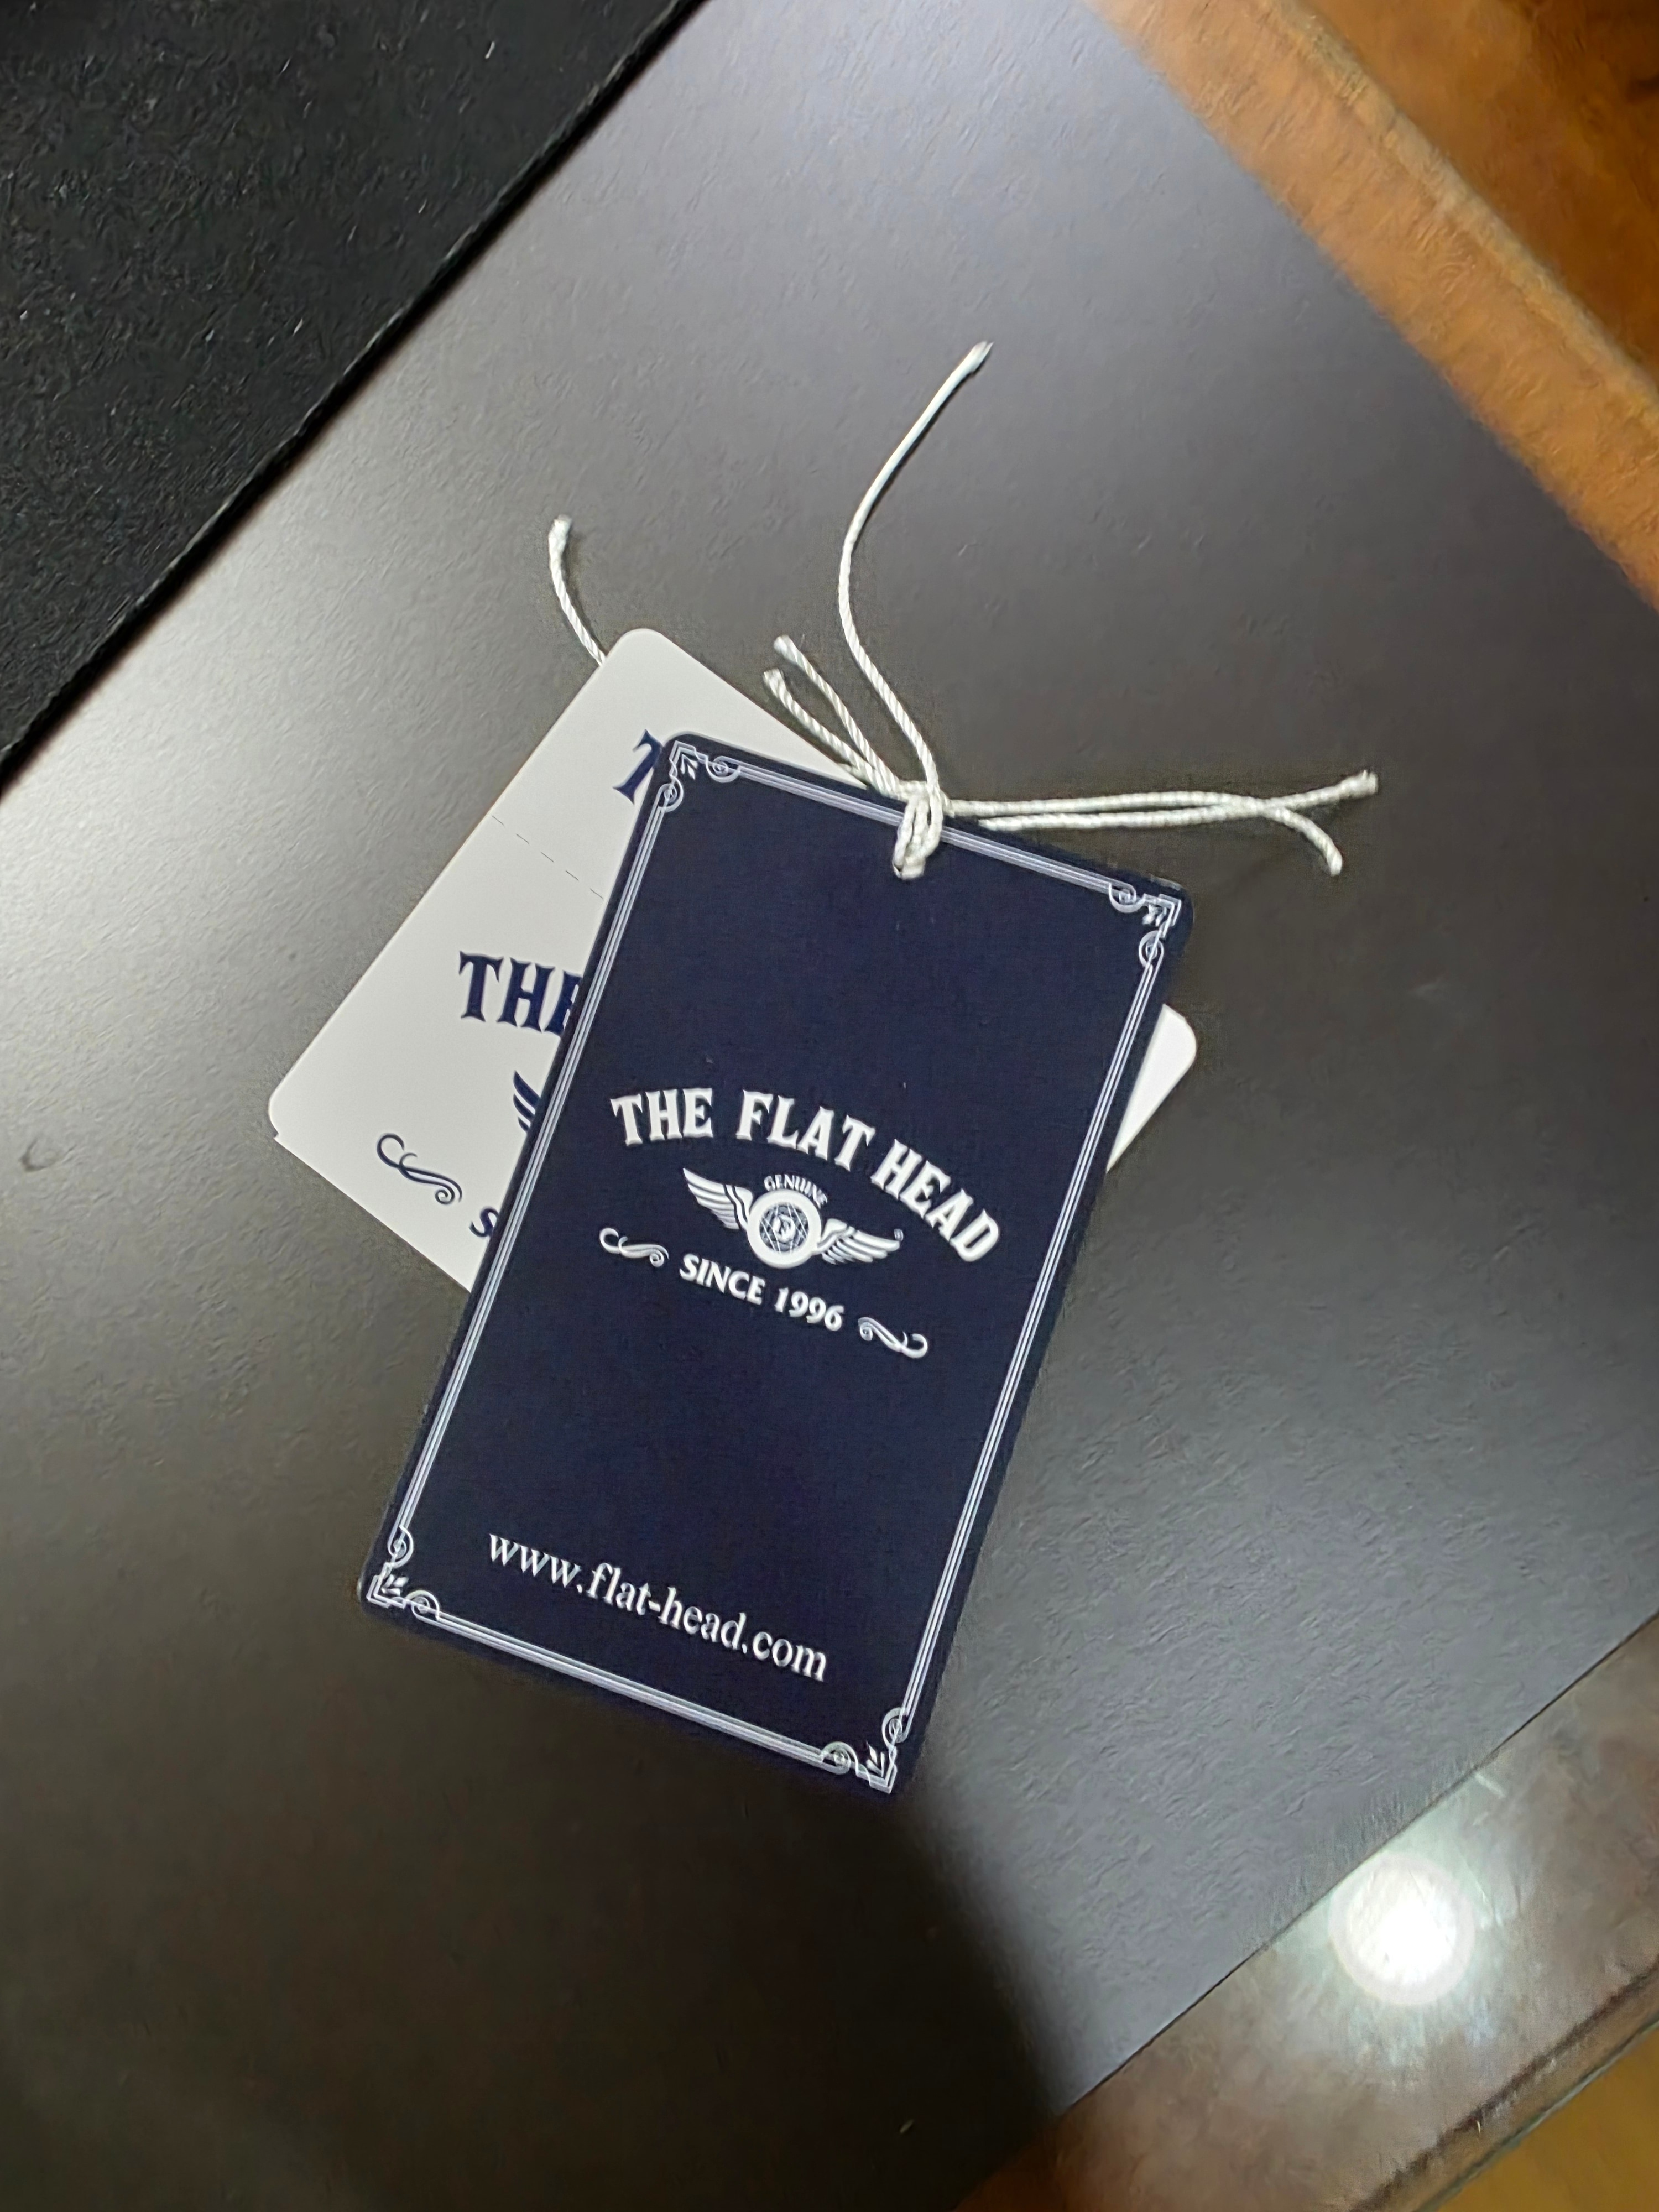 THE FLAT HEAD
GENUINE
SINCE 1996
www.flat-head.com
THE